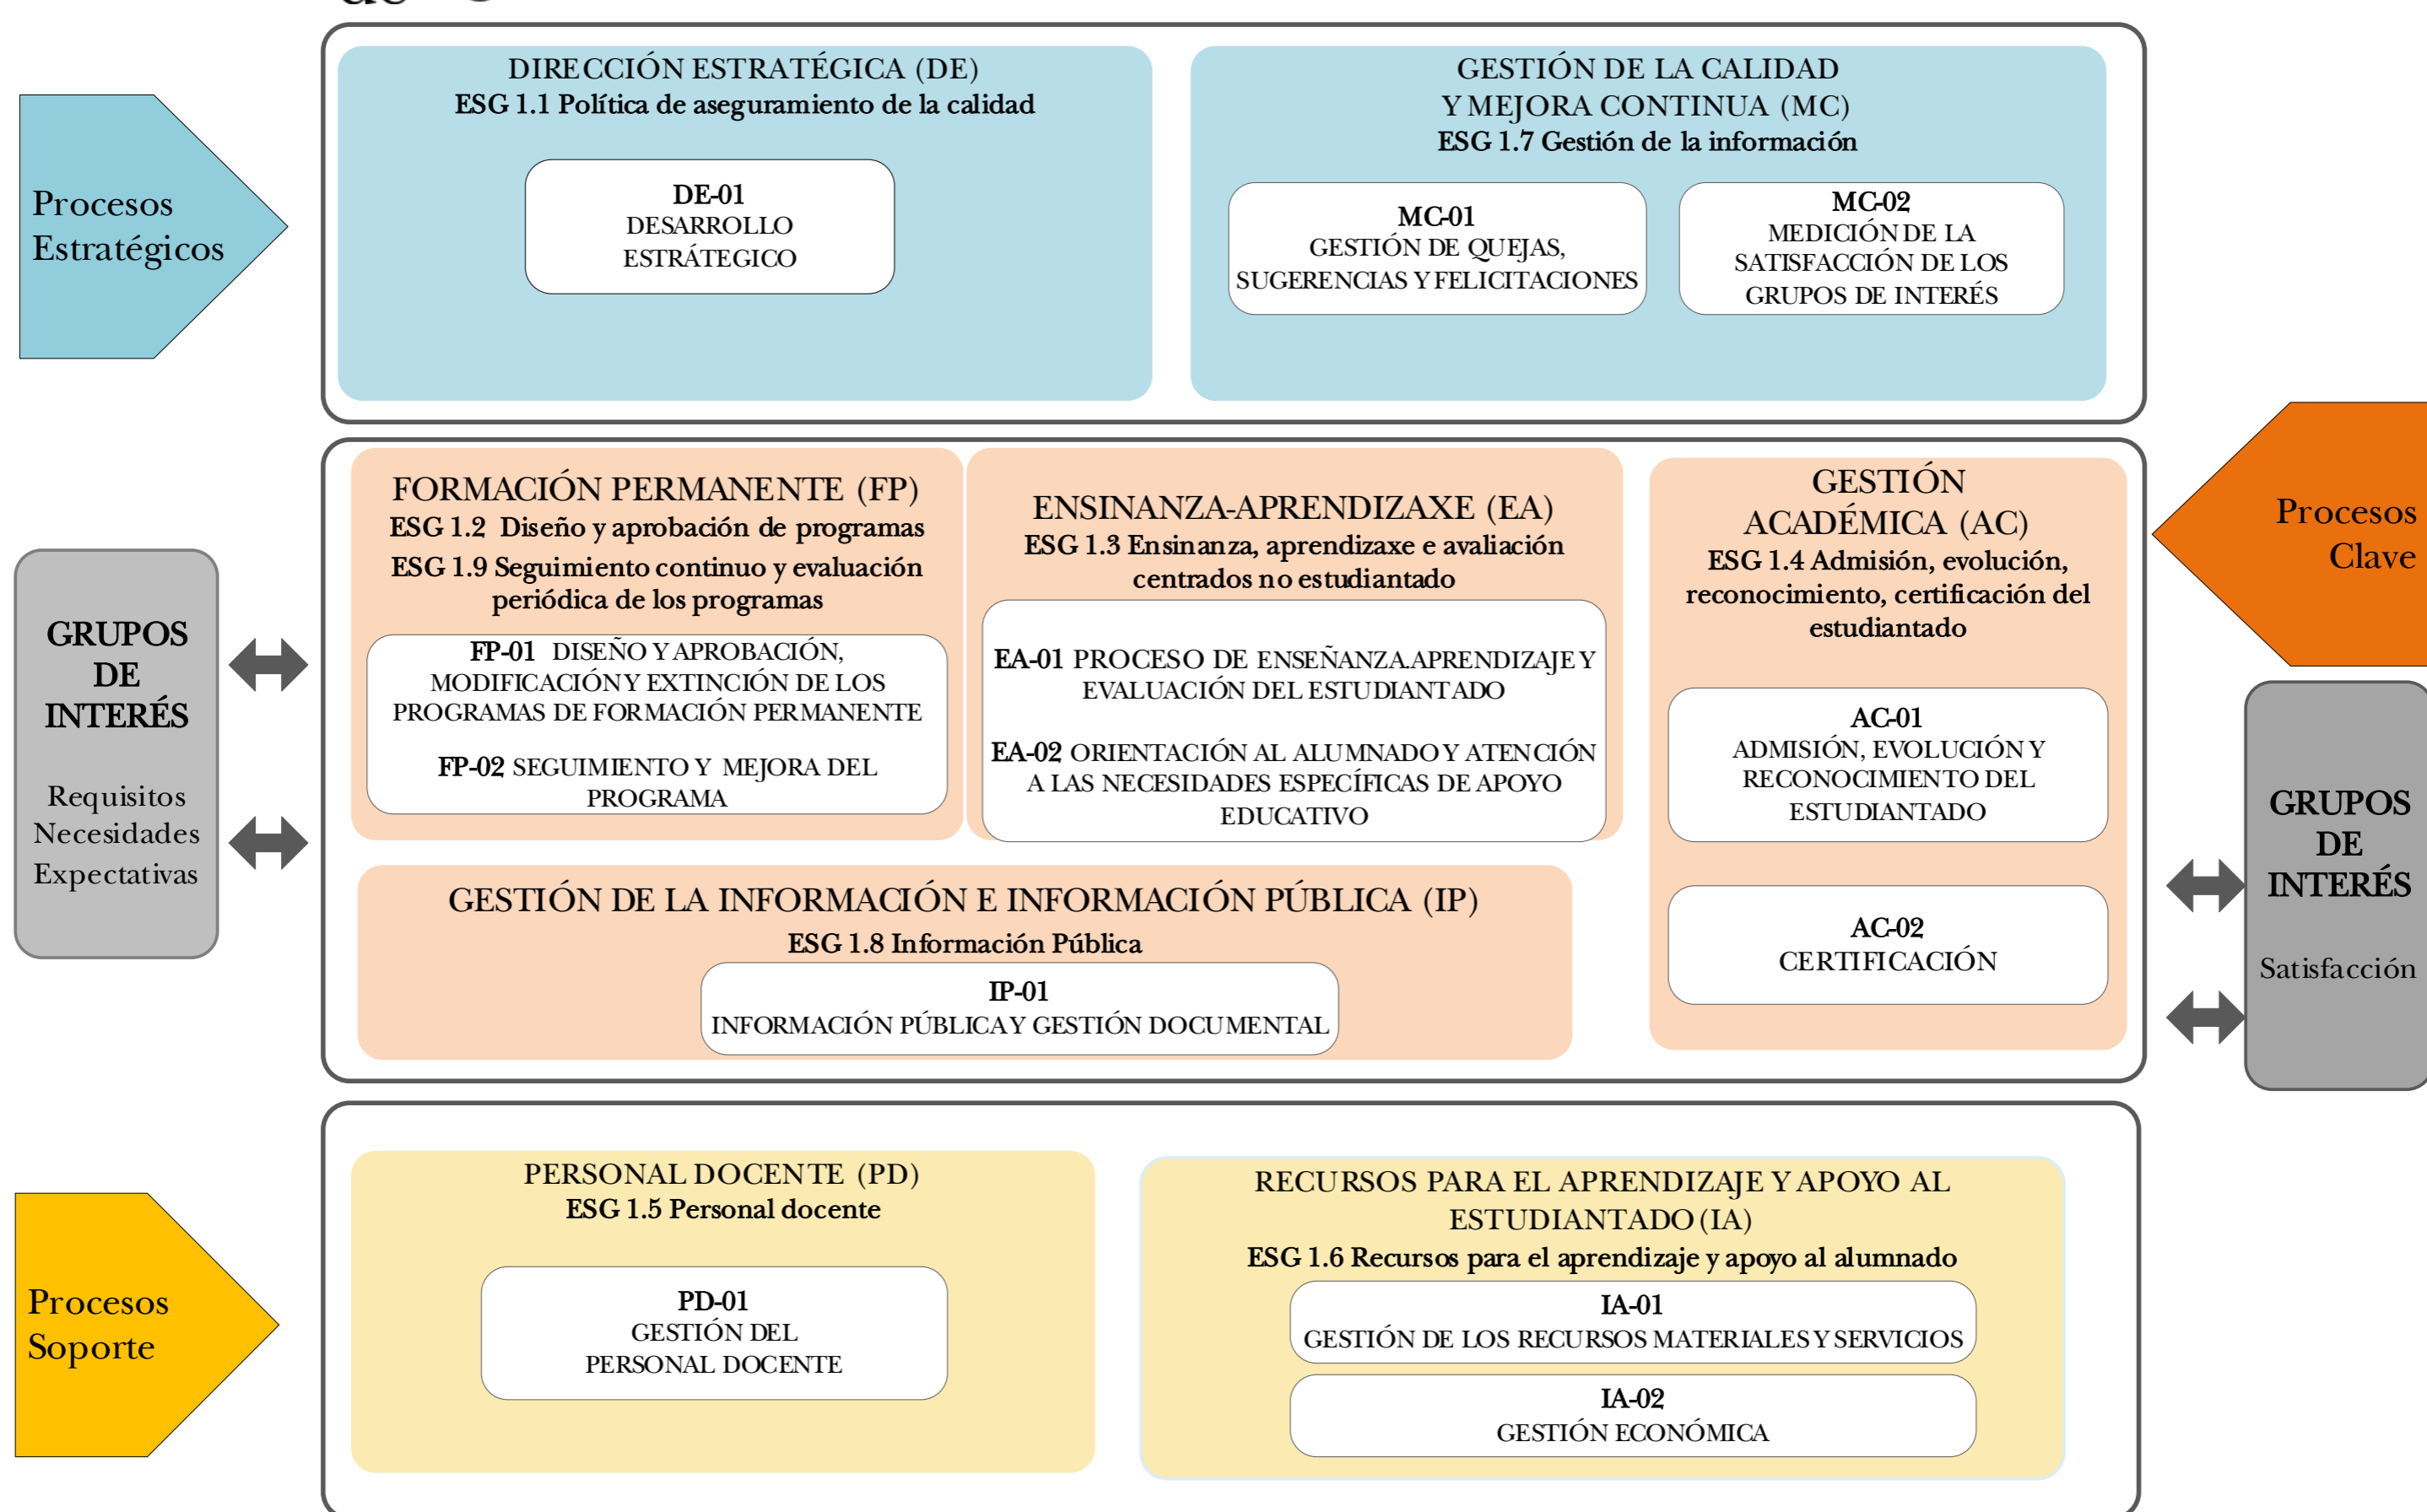 Procesos
Estratégicos
DIRECCIÓN ESTRATÉGICA (DE)
ESG 1.1 Política de aseguramiento de la calidad
DE-01
DESARROLLO
ESTRÁTEGICO
GESTIÓN DE LA CALIDAD
Y MEJORA CONTINUA (MC)
ESG 1.7 Gestión de la información
MC-01
GESTIÓN DE QUEJAS,
SUGERENCIAS Y FELICITACIONES
MC-02
MEDICIÓN DE LA
SATISFACCIÓN DE LOS
GRUPOS DE INTERÉS
GRUPOS
DE
INTERÉS
Requisitos
Necesidades
Expectativas
FORMACIÓN PERMANENTE (FP)
ESG 1.2 Diseño y aprobación de programas
ESG 1.9 Seguimiento continuo y evaluación
periódica de los programas
FP-01 DISEÑO Y APROBACIÓN,
MODIFICACIÓN Y EXTINCIÓN DE LOS
PROGRAMAS DE FORMACIÓN PERMANENTE
FP-02 SEGUIMIENTO Y MEJORA DEL
PROGRAMA
ENSINANZA-APRENDIZAXE (EA)
ESG 1.3 Ensinanza, aprendizaxe e avaliación
centrados no estudiantado
EA-01 PROCESO DE ENSEÑANZA.APRENDIZAJE Y
EVALUACIÓN DEL ESTUDIANTADO
EA-02 ORIENTACIÓN AL ALUMNADO Y ATENCIÓN
A LAS NECESIDADES ESPECÍFICAS DE APOYO
EDUCATIVO
GESTIÓN
ACADÉMICA (AC)
ESG 1.4 Admisión, evolución,
reconocimiento, certificación del
estudiantado
AC-01
ADMISIÓN, EVOLUCIÓN Y
RECONOCIMIENTO DEL
ESTUDIANTADO
AC-02
CERTIFICACIÓN
GESTIÓN DE LA INFORMACIÓN E INFORMACIÓN PÚBLICA (IP)
ESG 1.8 Información Pública
IP-01
INFORMACIÓN PÚBLICA Y GESTIÓN DOCUMENTAL
Procesos
Clave
GRUPOS
DE
INTERÉS
Satisfacción
Procesos
Soporte
PERSONAL DOCENTE (PD)
ESG 1.5 Personal docente
PD-01
GESTIÓN DEL
PERSONAL DOCENTE
RECURSOS PARA EL APRENDIZAJE Y APOYO AL
ESTUDIANTADO (IA)
ESG 1.6 Recursos para el aprendizaje y apoyo al alumnado
IA-01
GESTIÓN DE LOS RECURSOS MATERIALES Y SERVICIOS
IA-02
GESTIÓN ECONÓMICA